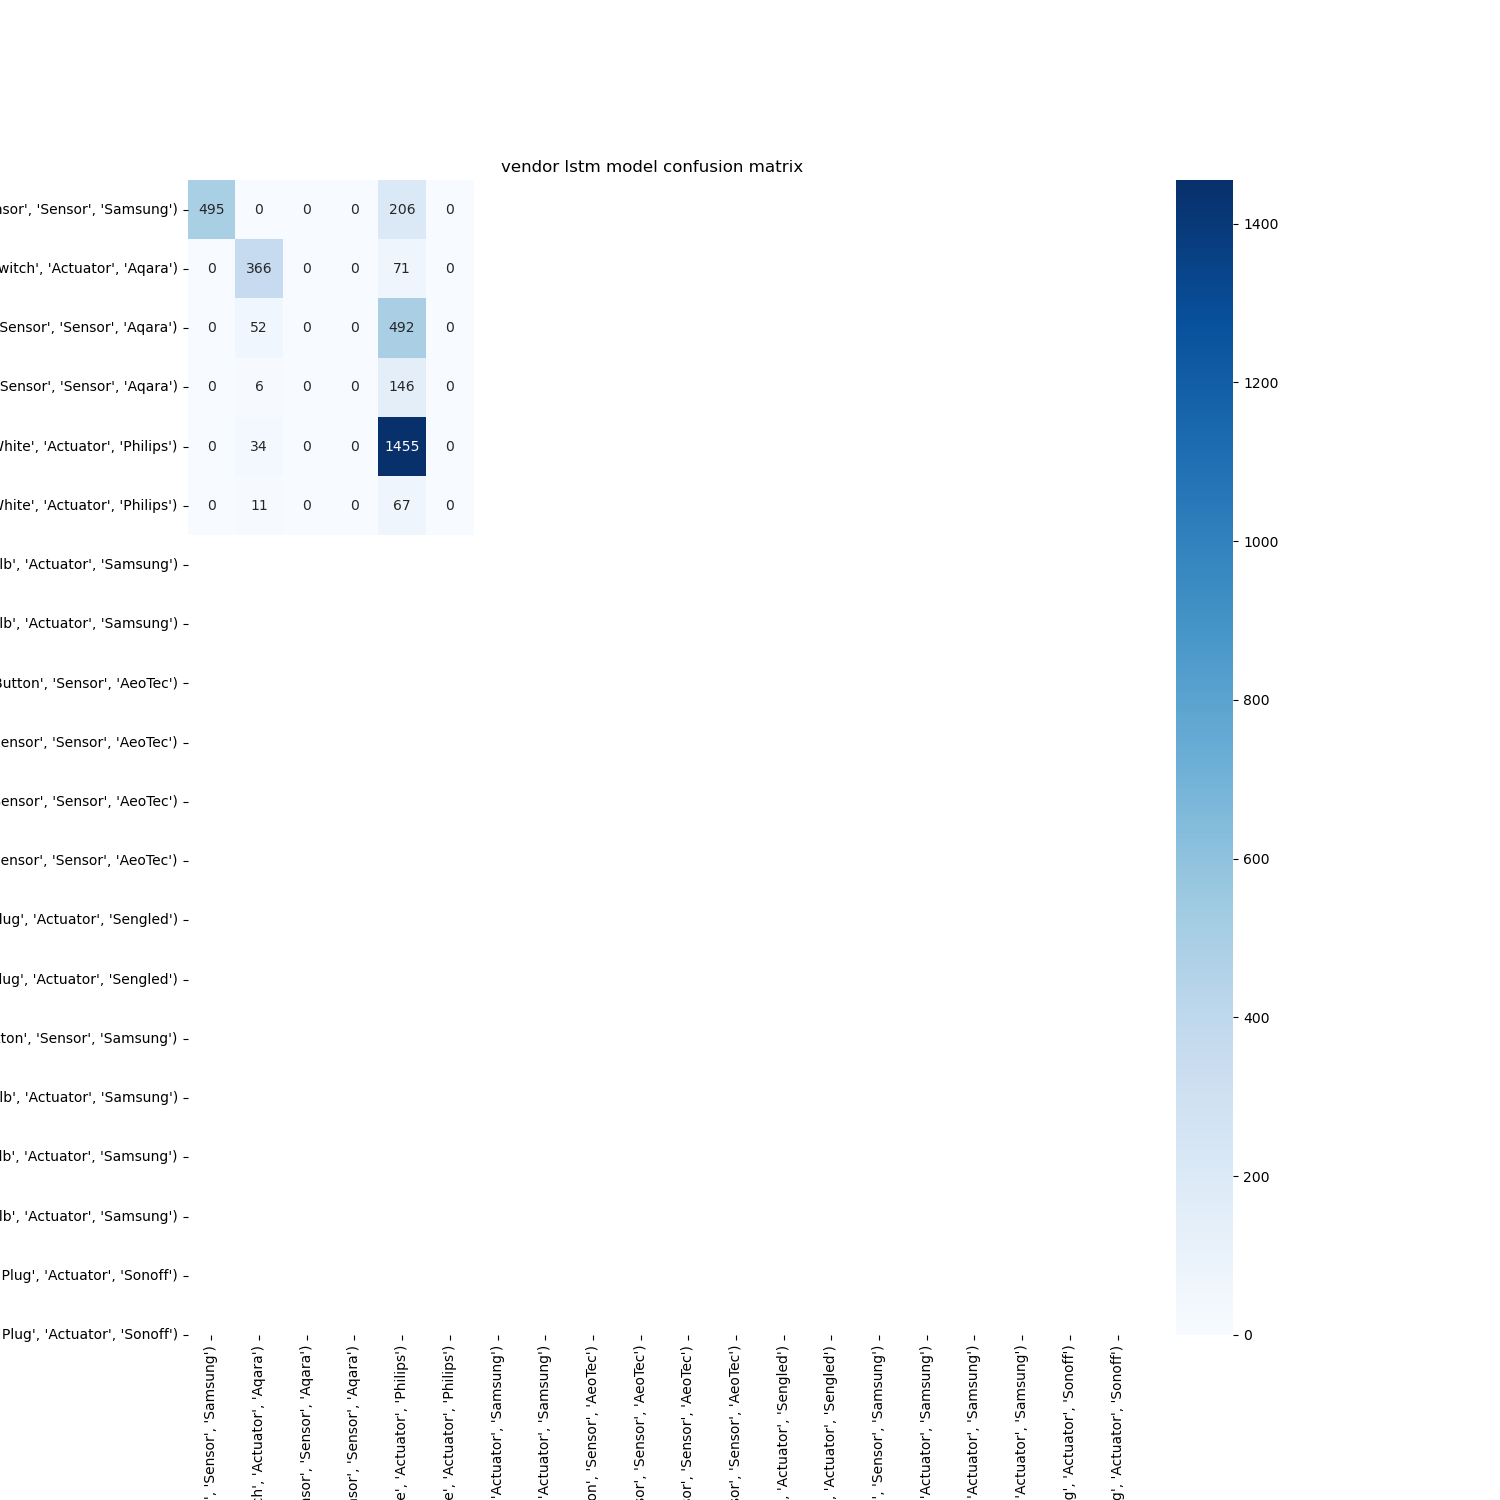 vendor lstm model confusion matrix
'Sensor', 'Samsung') 495 0 0 0 206 0
'Actuator', 'Aqara') 0 366 0 0 71 0
'Sensor', 'Aqara') 0 52 0 0 492 0
Sensor', 'Sensor', 'Aqara') 0 6 0 0 146 0
'Actuator', 'Philips') 0 34 0 0 1455 0
'Actuator', 'Philips') 0 11 0 0 67 0
lb', 'Actuator', 'Samsung')
lb', 'Actuator', 'Samsung')
Button', 'Sensor', 'AeoTec')
ensor', 'Sensor', 'AeoTec')
ensor', 'Sensor', 'AeoTec')
ensor', 'Sensor', 'AeoTec')
lug', 'Actuator', 'Sengled')
lug', 'Actuator', 'Sengled')
ton', 'Sensor', 'Samsung')
lb', 'Actuator', 'Samsung')
lb', 'Actuator', 'Samsung')
lb', 'Actuator', 'Samsung')
Plug', 'Actuator', 'Sonoff')
Plug', 'Actuator', 'Sonoff')
', 'Sensor', 'Samsung')
ch', 'Actuator', 'Aqara')
nsor', 'Sensor', 'Aqara')
nsor', 'Sensor', 'Aqara')
e', 'Actuator', 'Philips')
e', 'Actuator', 'Philips')
'Actuator', 'Samsung')
'Actuator', 'Samsung')
on', 'Sensor', 'AeoTec')
sor', 'Sensor', 'AeoTec')
sor', 'Sensor', 'AeoTec')
sor', 'Sensor', 'AeoTec')
, 'Actuator', 'Sengled')
, 'Actuator', 'Sengled')
', 'Sensor', 'Samsung')
'Actuator', 'Samsung')
'Actuator', 'Samsung')
'Actuator', 'Samsung')
g', 'Actuator', 'Sonoff')
g', 'Actuator', 'Sonoff')
1400
1200
1000
800
600
400
200
0